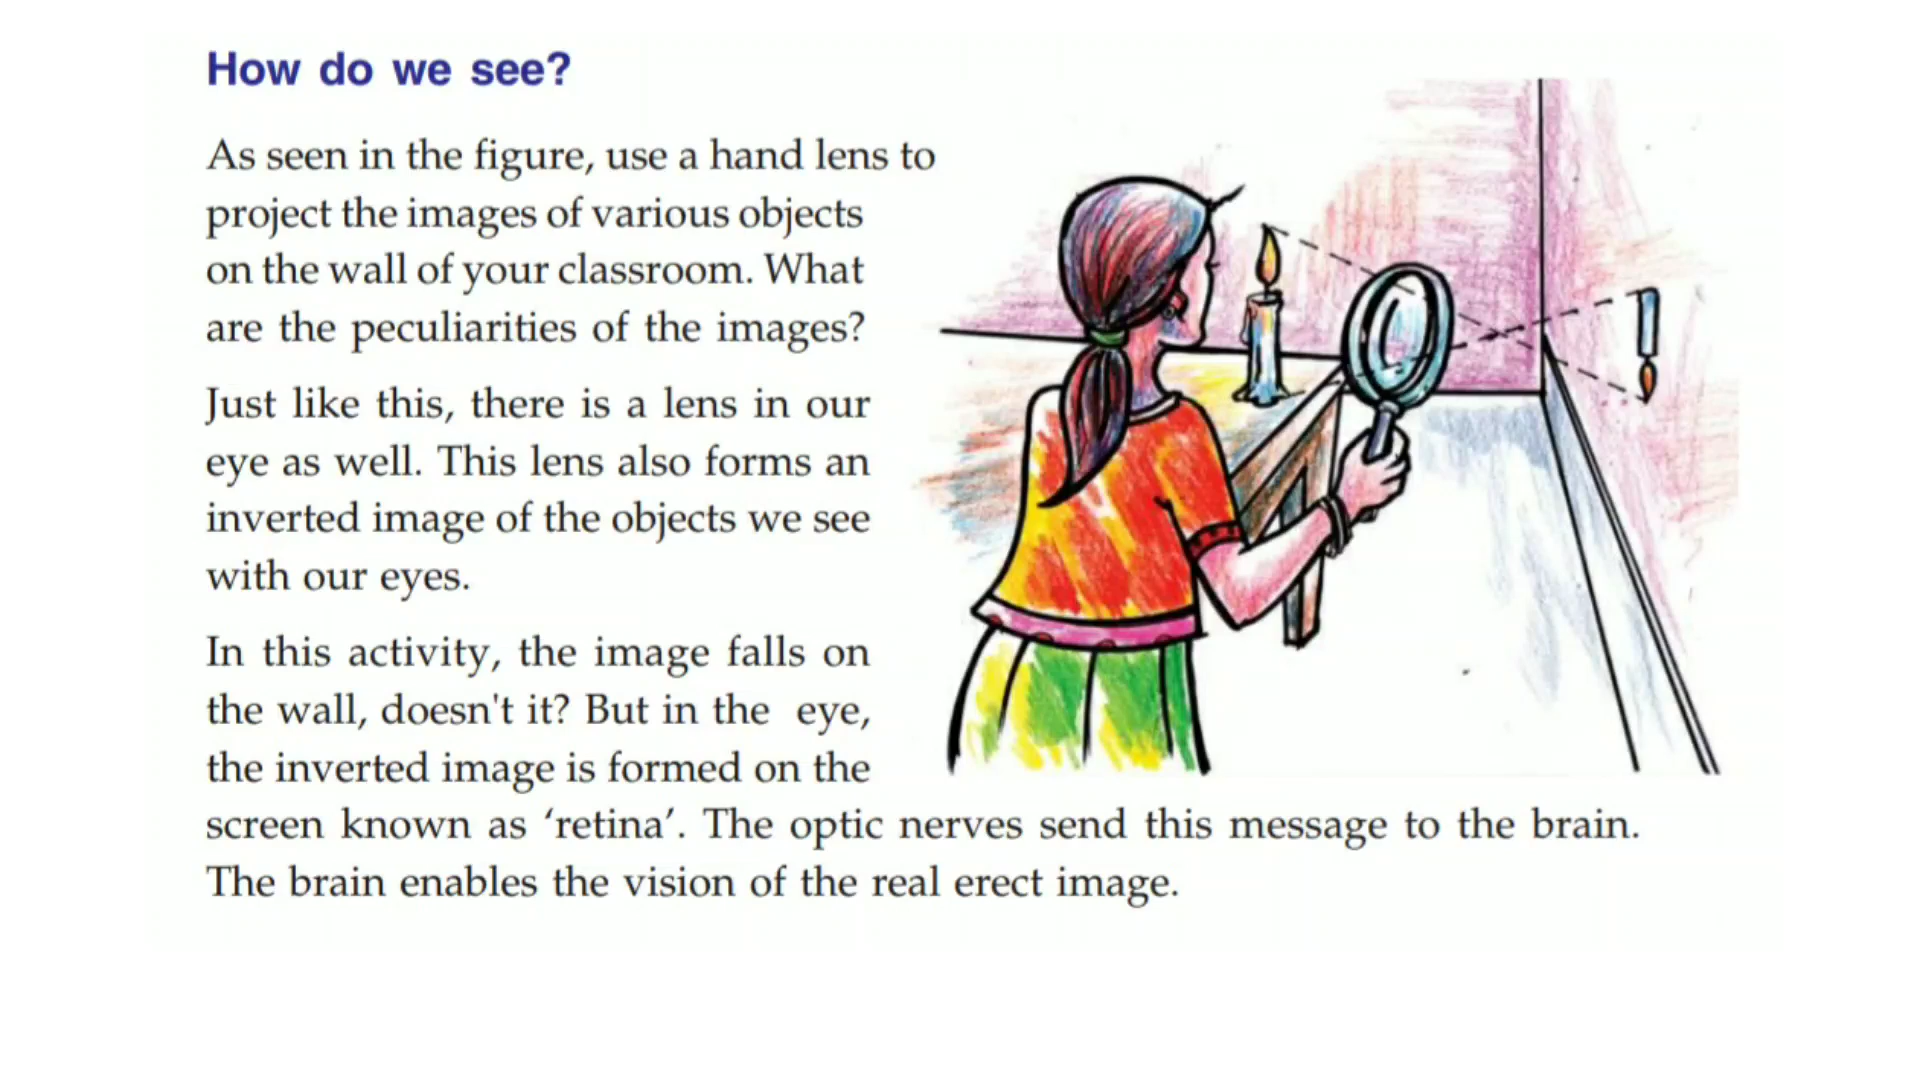 How do we see?
As seen in the figure, use a hand lens to
project the images of various objects
on the wall of your classroom. What
are the peculiarities of the images?
Just like this, there is a lens in our
eye as well. This lens also forms an
inverted image of the objects we see
with our eyes.
In this activity, the image falls on
the wall, doesn't it? But in the eye,
the inverted image is formed on the
screen known as ‘retina’. The optic nerves send this message to the brain.
The brain enables the vision of the real erect image.